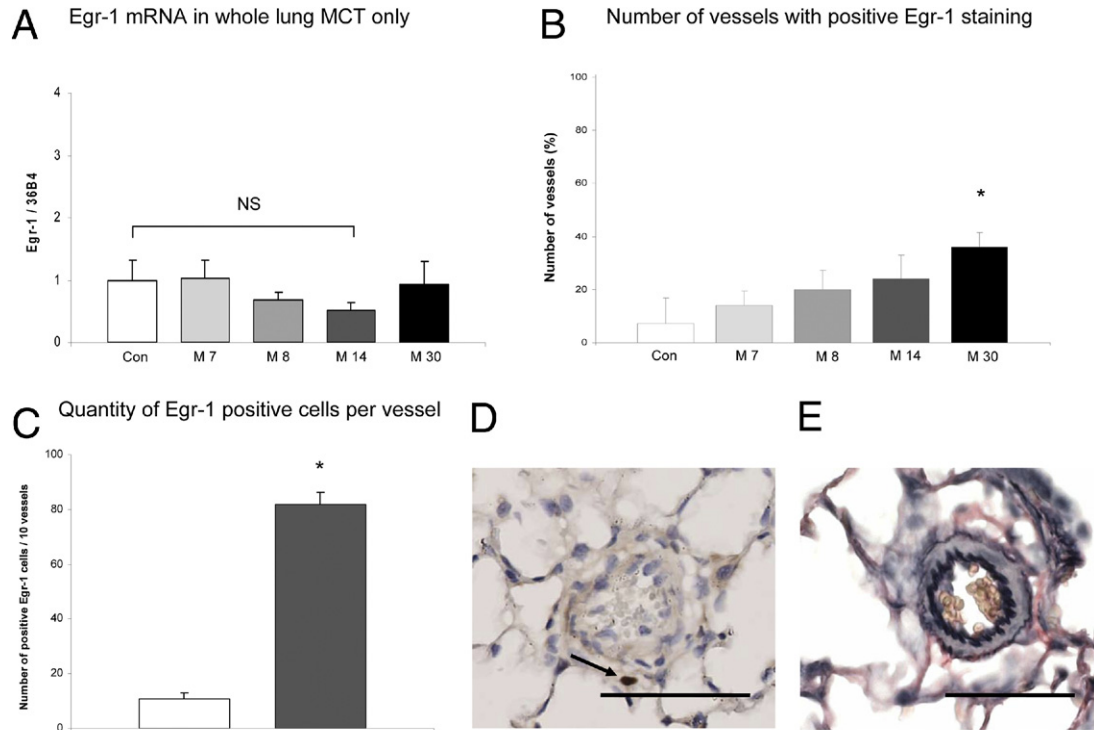 A
Egr-1 mRNA in whole lung MCT only
Egr-1 / 36B4
4
3
2
1
0
NS
Con M 7 M 8 M 14 M 30
B
Number of vessels with positive Egr-1 staining
Number of vessels (%)
100
80
60
40
20
0
*
Con M 7 M 8 M 14 M 30
C
Quantity of Egr-1 positive cells per vessel
Number of positive Egr-1 cells / 10 vessels
100
80
60
40
20
0
*
D
E